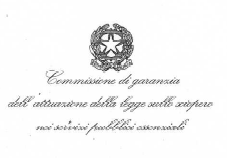 Commissione di garanzia
dell'attuazione della legge sullo sciopero
nei servizi pubblici essenziali